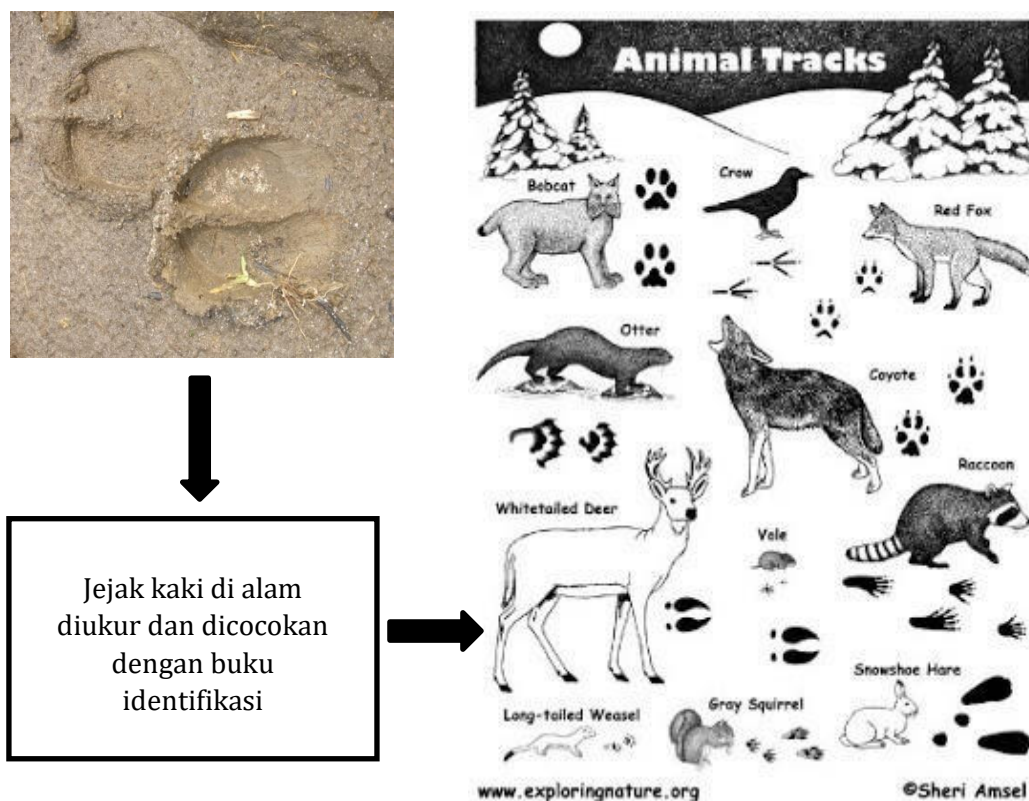 Animal Tracks
Bobcat
Crow
Red Fox
Otter
Coyote
Raccoon
Whitetailed Deer
Vole
Jejak kaki di alam
diukur dan dicocokan
dengan buku
identifikasi
Snowshoe Hare
Long-tailed Weasel
Gray Squirrel
www.exploringnature.org
©Sheri Amsel